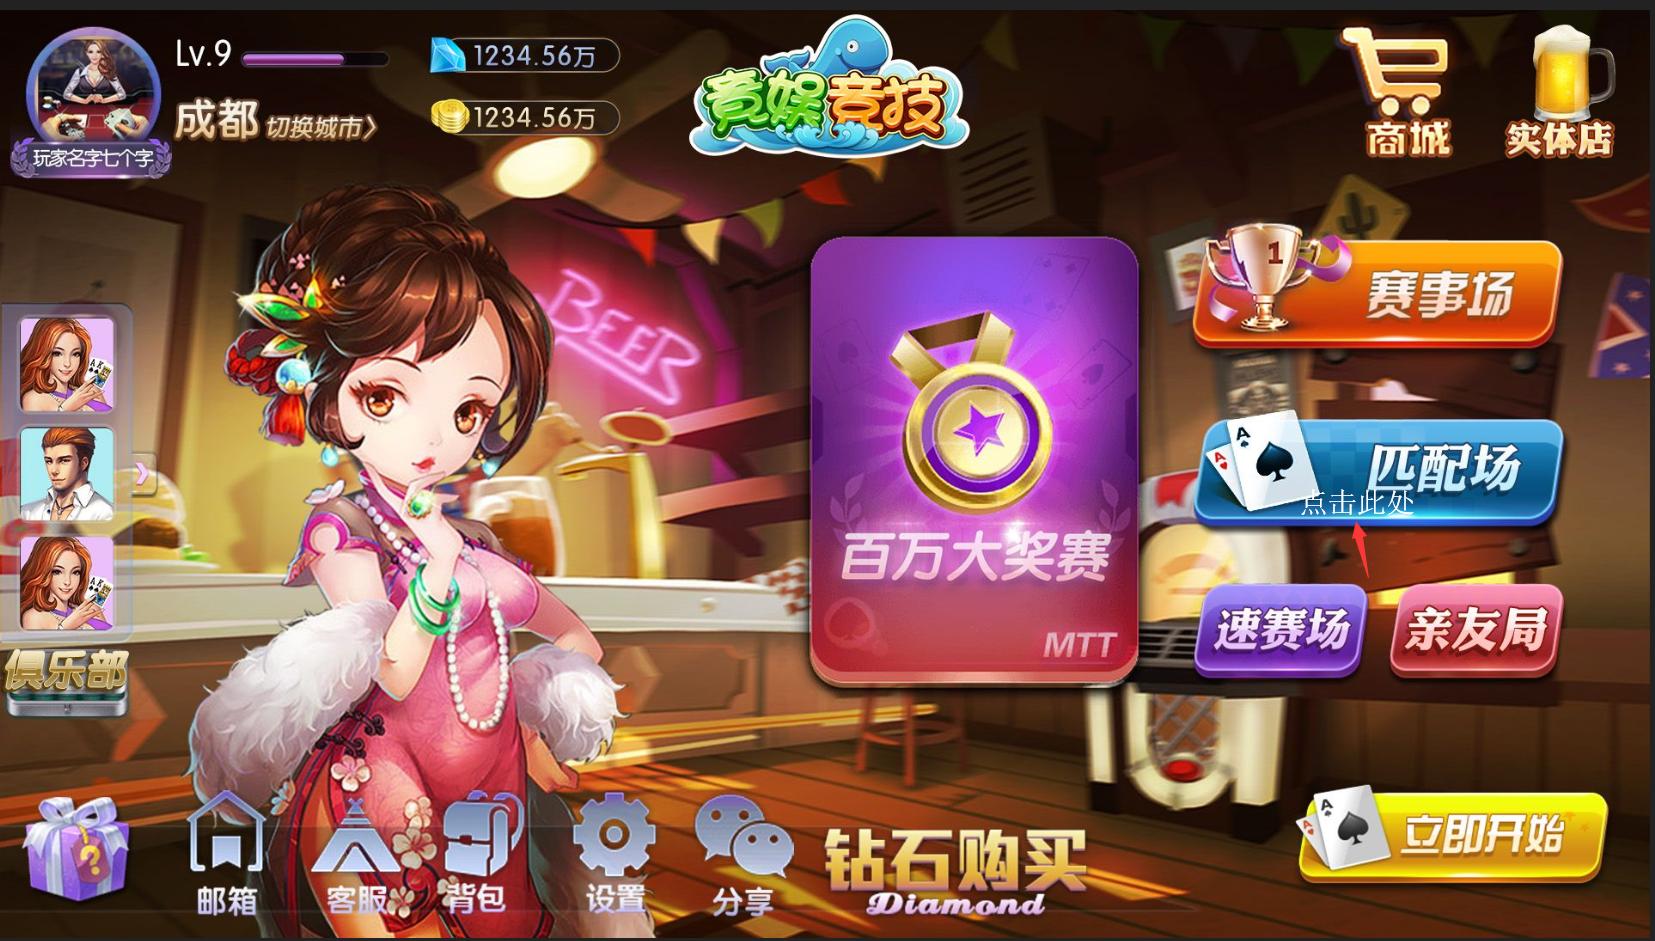 Lv.9
成都 切换城市〉
玩家名字七个字
1234.56万
1234.56万
竞娱竞技
商城
实体店
BEER
俱乐部
百万大奖赛
MTT
1
赛事场
匹配场
点击此处
速赛场
亲友局
邮箱
客服
背包
设置
分享
钻石购买
Diamond
立即开始